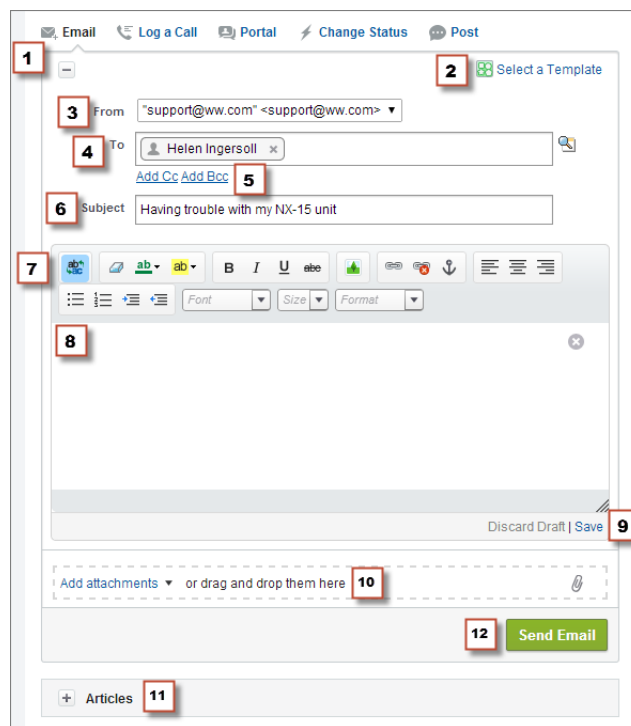 Email Log a Call Portal Change Status Post
1
2 Select a Template
3 From "support@ww.com" <support@ww.com>
4 To Helen Ingersoll
Add Cc Add Bcc 5
6 Subject Having trouble with my NX-15 unit
7 ab ab B I U abc
Font Size Format
8
Discard Draft | Save 9
Add attachments or drag and drop them here 10
12 Send Email
Articles 11